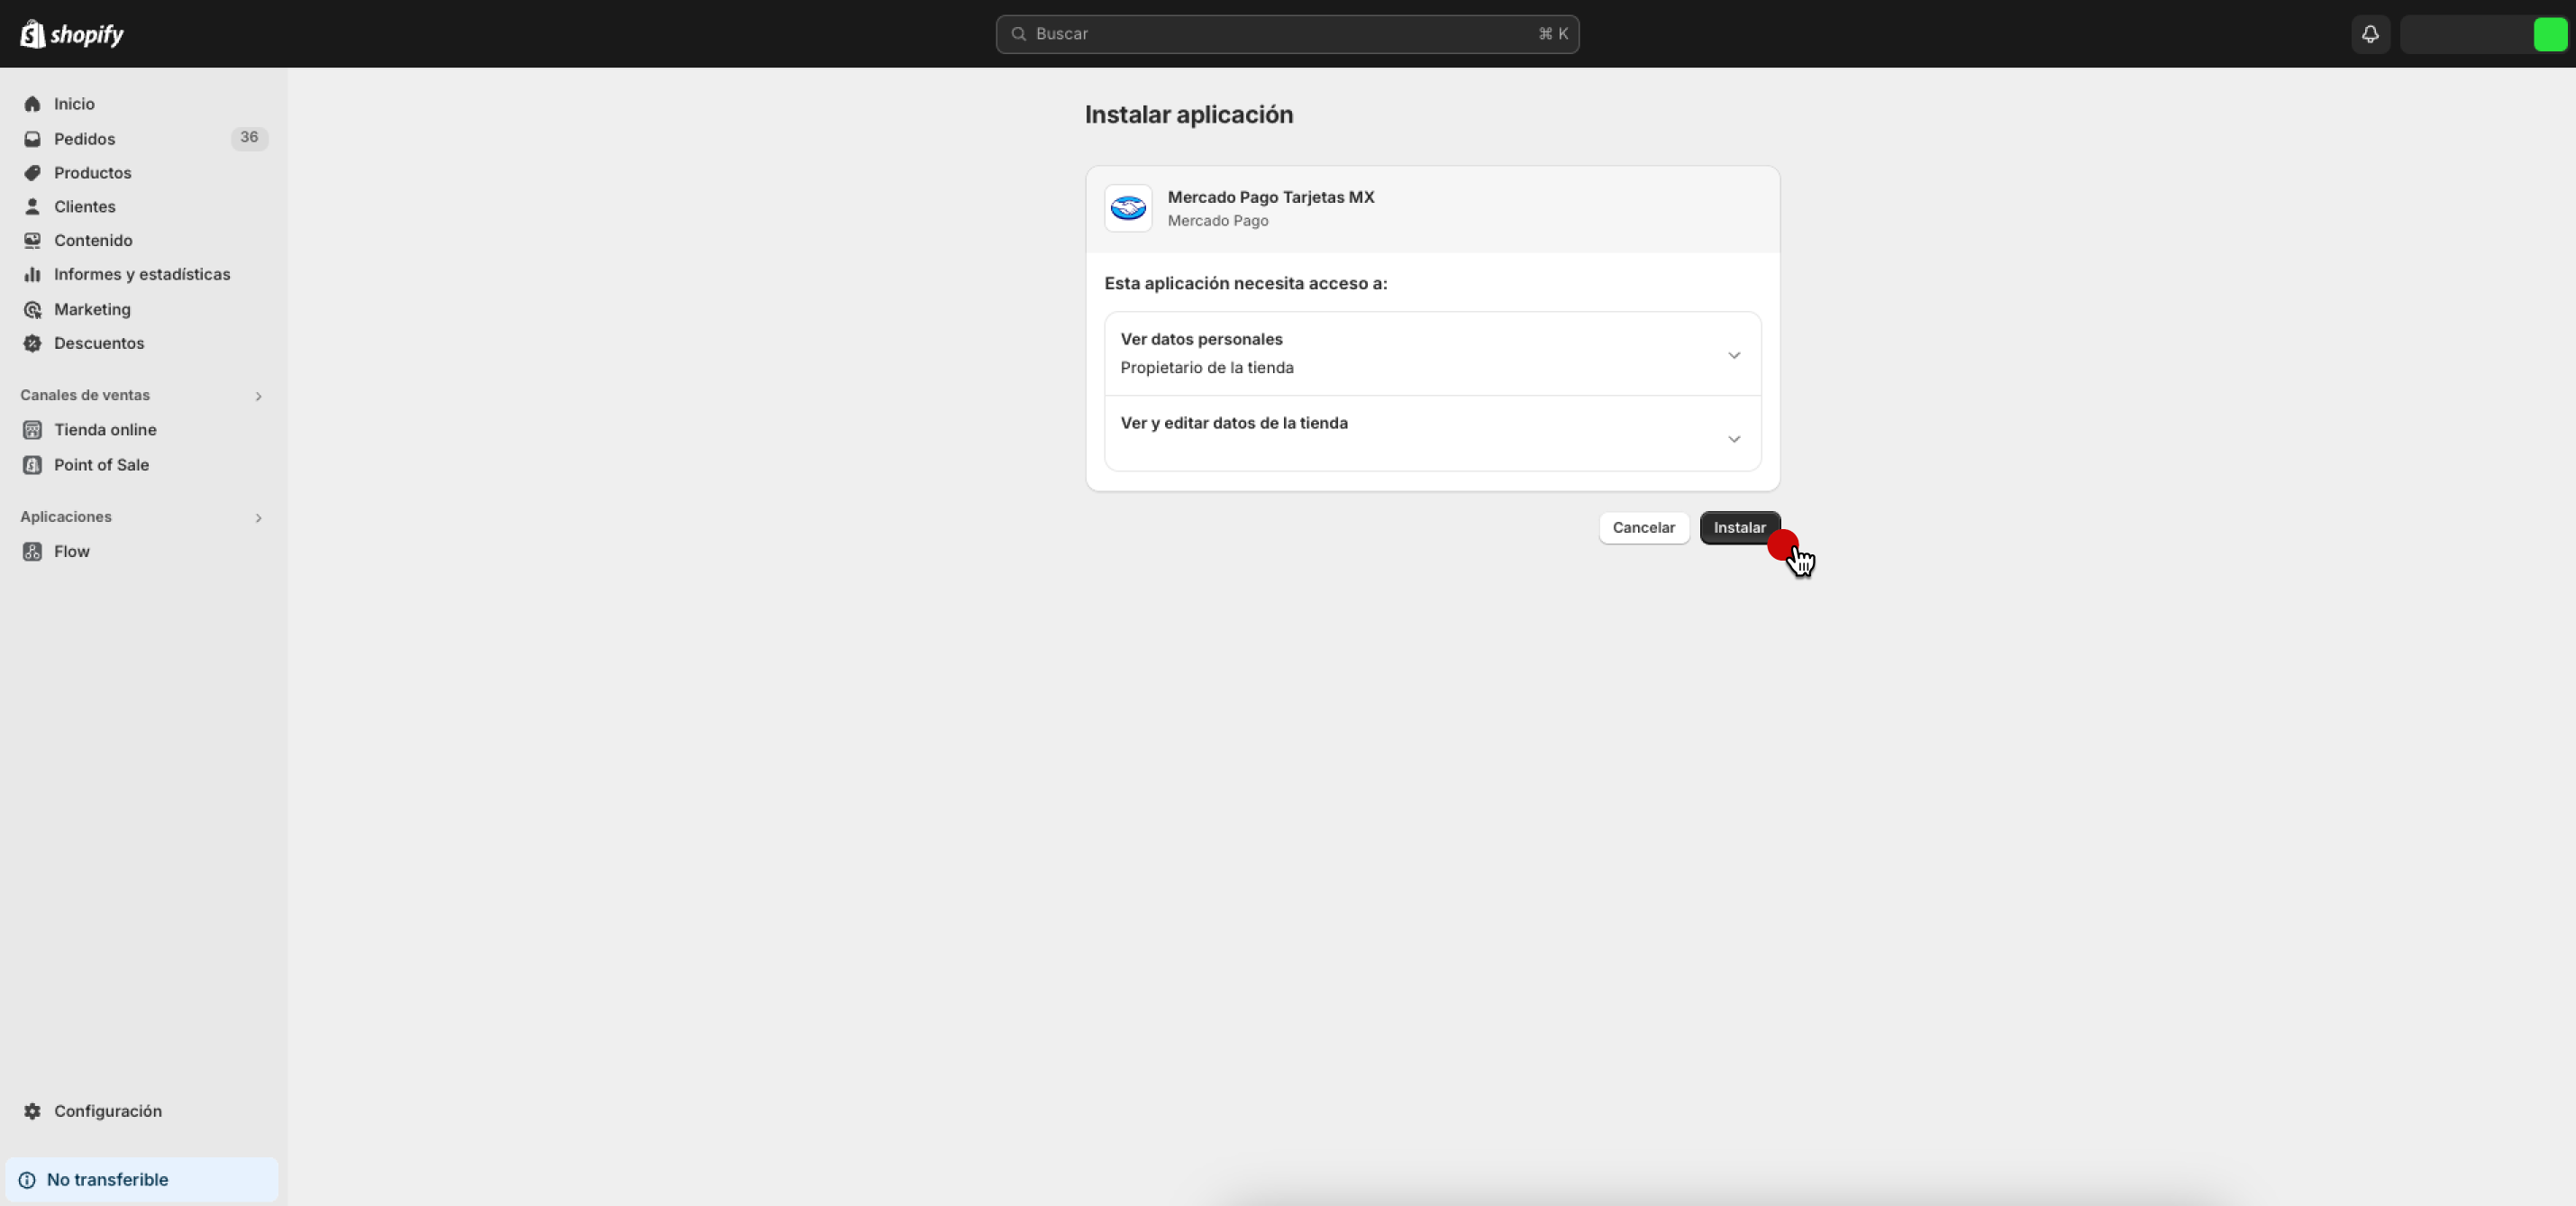 shopify
Buscar
⌘ K
Inicio
Pedidos
36
Productos
Clientes
Contenido
Informes y estadísticas
Marketing
Descuentos
Canales de ventas
Tienda online
Point of Sale
Aplicaciones
Flow
Configuración
No transferible
Instalar aplicación
Mercado Pago Tarjetas MX
Mercado Pago
Esta aplicación necesita acceso a:
Ver datos personales
Propietario de la tienda
Ver y editar datos de la tienda
Cancelar
Instalar